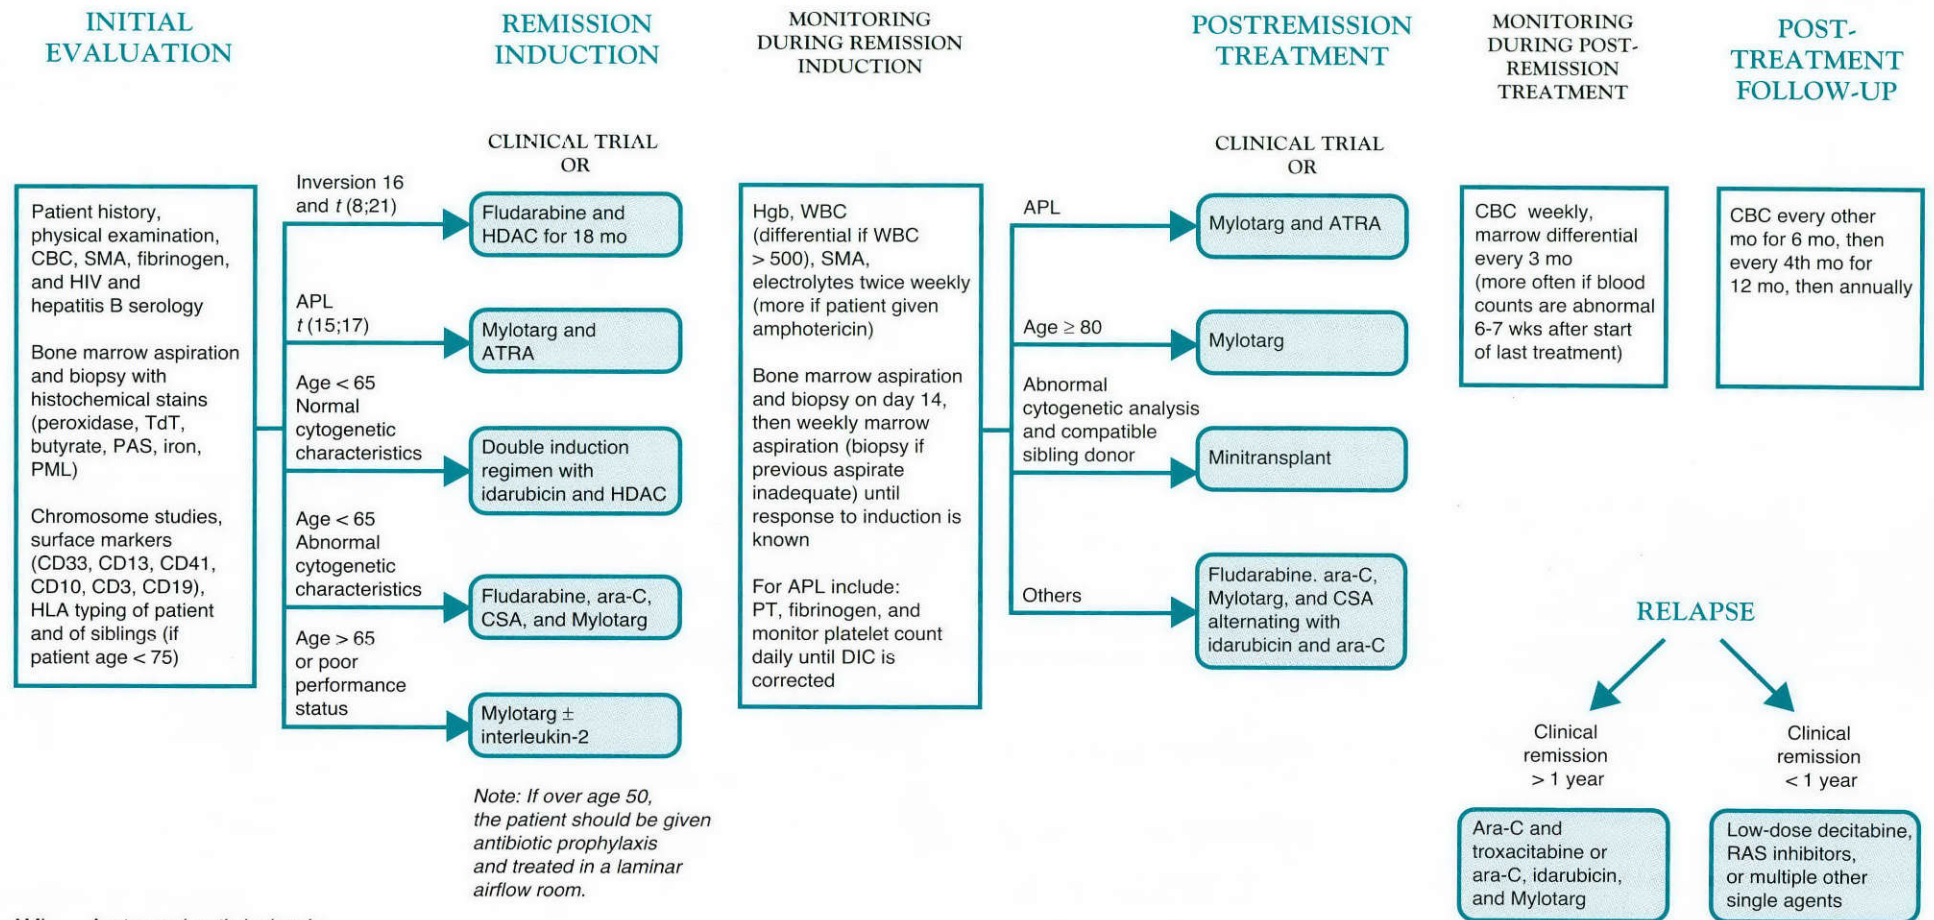 INITIAL
EVALUATION
REMISSION
INDUCTION
MONITORING
DURING REMISSION
INDUCTION
POSTREMISSION
TREATMENT
MONITORING
DURING POST-
REMISSION
TREATMENT
POST-
TREATMENT
FOLLOW-UP
CLINICAL TRIAL
OR
CLINICAL TRIAL
OR
Patient history,
physical examination,
CBC, SMA, fibrinogen,
and HIV and
hepatitis B serology
Bone marrow aspiration
and biopsy with
histochemical stains
(peroxidase, TdT,
butyrate, PAS, iron,
PML)
Chromosome studies,
surface markers
(CD33, CD13, CD41,
CD10, CD3, CD19),
HLA typing of patient
and of siblings (if
patient age < 75)
Inversion 16
and t (8;21)
Fludarabine and
HDAC for 18 mo
APL
t (15;17)
Mylotarg and
ATRA
Age < 65
Normal
cytogenetic
characteristics
Double induction
regimen with
idarubicin and HDAC
Age < 65
Abnormal
cytogenetic
characteristics
Fludarabine, ara-C,
CSA, and Mylotarg
Age > 65
or poor
performance
status
Mylotarg ±
interleukin-2
Note: If over age 50,
the patient should be given
antibiotic prophylaxis
and treated in a laminar
airflow room.
Hgb, WBC
(differential if WBC
> 500), SMA,
electrolytes twice weekly
(more if patient given
amphotericin)
Bone marrow aspiration
and biopsy on day 14,
then weekly marrow
aspiration (biopsy if
previous aspirate
inadequate) until
response to induction is
known
For APL include:
PT, fibrinogen, and
monitor platelet count
daily until DIC is
corrected
APL
Mylotarg and ATRA
Age ≥ 80
Mylotarg
Abnormal
cytogenetic analysis
and compatible
sibling donor
Minitransplant
Others
Fludarabine. ara-C,
Mylotarg, and CSA
alternating with
idarubicin and ara-C
CBC weekly,
marrow differential
every 3 mo
(more often if blood
counts are abnormal
6-7 wks after start
of last treatment)
CBC every other
mo for 6 mo, then
every 4th mo for
12 mo, then annually
RELAPSE
Clinical
remission
> 1 year
Clinical
remission
< 1 year
Ara-C and
troxacitabine or
ara-C, idarubicin,
and Mylotarg
Low-dose decitabine,
RAS inhibitors,
or multiple other
single agents